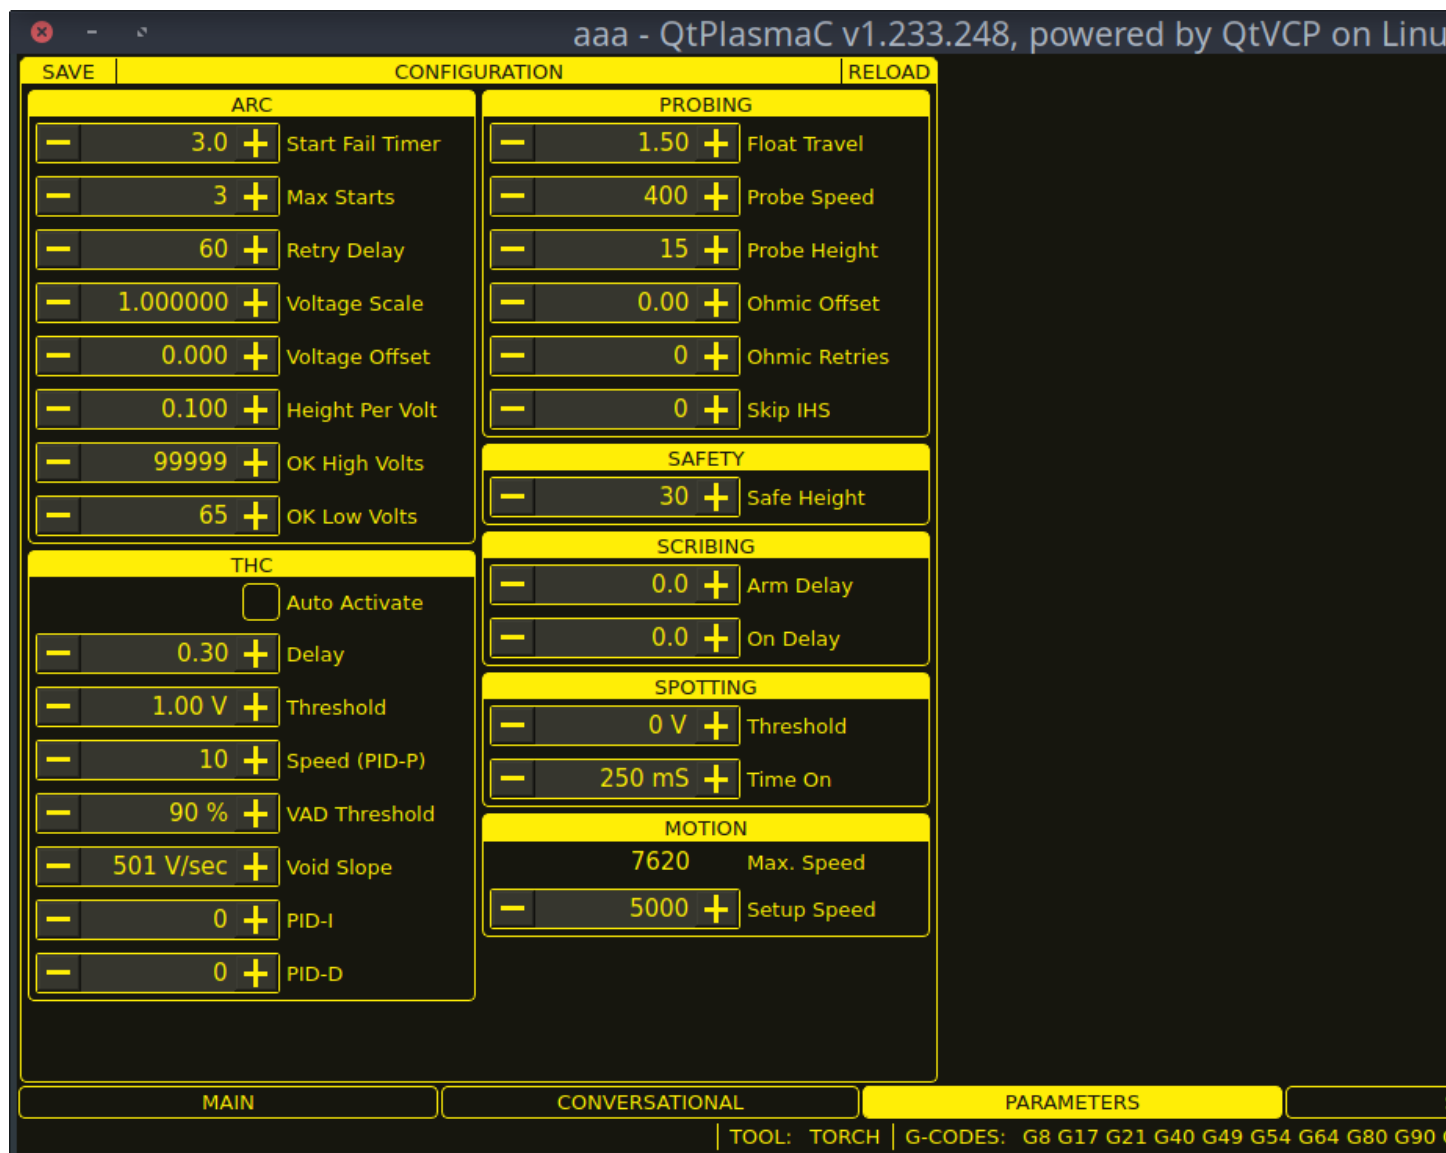 aaa - QtPlasmaC v1.233.248, powered by QtVCP on Linu
SAVE CONFIGURATION RELOAD
ARC
3.0 Start Fail Timer
3 Max Starts
60 Retry Delay
1.000000 Voltage Scale
0.000 Voltage Offset
0.100 Height Per Volt
99999 OK High Volts
65 OK Low Volts
THC
Auto Activate
0.30 Delay
1.00 V Threshold
10 Speed (PID-P)
90 % VAD Threshold
501 V/sec Void Slope
0 PID-I
0 PID-D
PROBING
1.50 Float Travel
400 Probe Speed
15 Probe Height
0.00 Ohmic Offset
0 Ohmic Retries
0 Skip IHS
SAFETY
30 Safe Height
SCRIBING
0.0 Arm Delay
0.0 On Delay
SPOTTING
0 V Threshold
250 mS Time On
MOTION
7620 Max. Speed
5000 Setup Speed
MAIN CONVERSATIONAL PARAMETERS
TOOL: TORCH G-CODES: G8 G17 G21 G40 G49 G54 G64 G80 G90